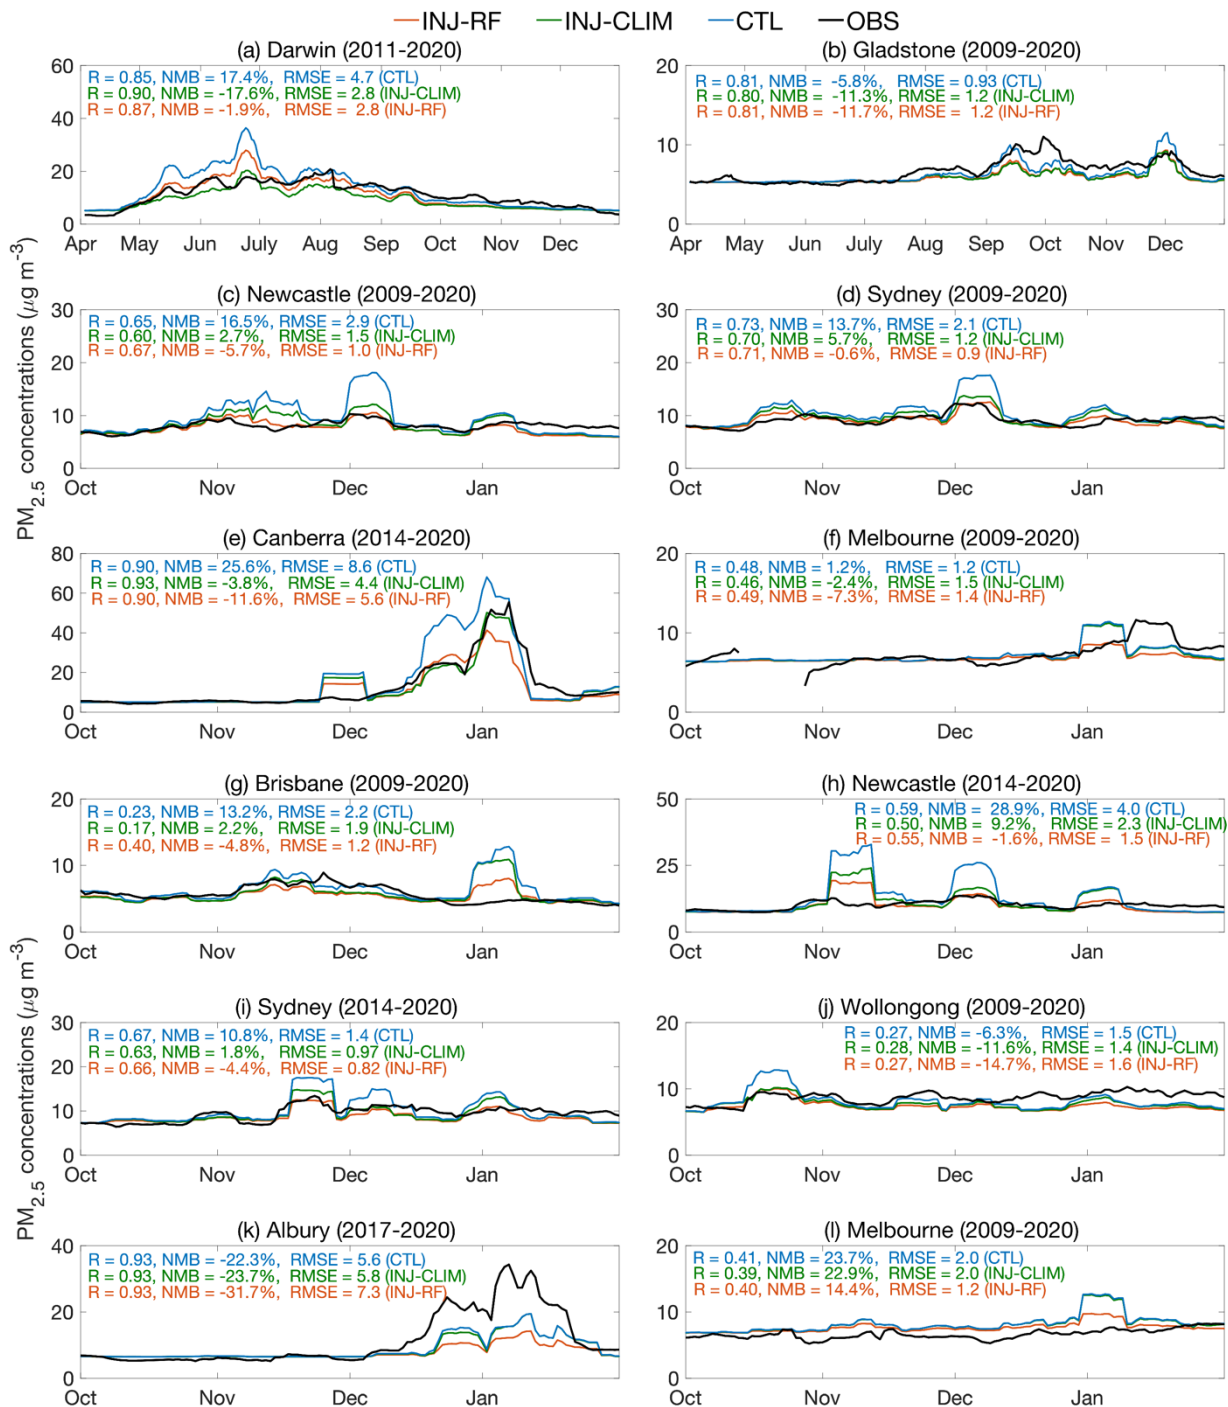 INJ-RF INJ-CLIM CTL OBS
(a) Darwin (2011-2020)
R = 0.85, NMB = 17.4%, RMSE = 4.7 (CTL)
R = 0.90, NMB = -17.6%, RMSE = 2.8 (INJ-CLIM)
R = 0.87, NMB = -1.9%, RMSE = 2.8 (INJ-RF)
60
40
20
0
Apr May Jun July Aug Sep Oct Nov Dec
(b) Gladstone (2009-2020)
R = 0.81, NMB = -5.8%, RMSE = 0.93 (CTL)
R = 0.80, NMB = -11.3%, RMSE = 1.2 (INJ-CLIM)
R = 0.81, NMB = -11.7%, RMSE = 1.2 (INJ-RF)
20
10
0
Apr May Jun July Aug Sep Oct Nov Dec
PM2.5 concentrations (μg m-3)
(c) Newcastle (2009-2020)
R = 0.65, NMB = 16.5%, RMSE = 2.9 (CTL)
R = 0.60, NMB = 2.7%, RMSE = 1.5 (INJ-CLIM)
R = 0.67, NMB = -5.7%, RMSE = 1.0 (INJ-RF)
30
20
10
0
Oct Nov Dec Jan
(d) Sydney (2009-2020)
R = 0.73, NMB = 13.7%, RMSE = 2.1 (CTL)
R = 0.70, NMB = 5.7%, RMSE = 1.2 (INJ-CLIM)
R = 0.71, NMB = -0.6%, RMSE = 0.9 (INJ-RF)
30
20
10
0
Oct Nov Dec Jan
(e) Canberra (2014-2020)
R = 0.90, NMB = 25.6%, RMSE = 8.6 (CTL)
R = 0.93, NMB = -3.8%, RMSE = 4.4 (INJ-CLIM)
R = 0.90, NMB = -11.6%, RMSE = 5.6 (INJ-RF)
80
60
40
20
0
Oct Nov Dec Jan
(f) Melbourne (2009-2020)
R = 0.48, NMB = 1.2%, RMSE = 1.2 (CTL)
R = 0.46, NMB = -2.4%, RMSE = 1.5 (INJ-CLIM)
R = 0.49, NMB = -7.3%, RMSE = 1.4 (INJ-RF)
20
10
0
Oct Nov Dec Jan
(g) Brisbane (2009-2020)
R = 0.23, NMB = 13.2%, RMSE = 2.2 (CTL)
R = 0.17, NMB = 2.2%, RMSE = 1.9 (INJ-CLIM)
R = 0.40, NMB = -4.8%, RMSE = 1.2 (INJ-RF)
20
10
0
Oct Nov Dec Jan
(h) Newcastle (2014-2020)
R = 0.59, NMB = 28.9%, RMSE = 4.0 (CTL)
R = 0.50, NMB = 9.2%, RMSE = 2.3 (INJ-CLIM)
R = 0.55, NMB = -1.6%, RMSE = 1.5 (INJ-RF)
50
25
0
Oct Nov Dec Jan
PM2.5 concentrations (μg m-3)
(i) Sydney (2014-2020)
R = 0.67, NMB = 10.8%, RMSE = 1.4 (CTL)
R = 0.63, NMB = 1.8%, RMSE = 0.97 (INJ-CLIM)
R = 0.66, NMB = -4.4%, RMSE = 0.82 (INJ-RF)
30
20
10
0
Oct Nov Dec Jan
(j) Wollongong (2009-2020)
R = 0.27, NMB = -6.3%, RMSE = 1.5 (CTL)
R = 0.28, NMB = -11.6%, RMSE = 1.4 (INJ-CLIM)
R = 0.27, NMB = -14.7%, RMSE = 1.6 (INJ-RF)
20
10
0
Oct Nov Dec Jan
(k) Albury (2017-2020)
R = 0.93, NMB = -22.3%, RMSE = 5.6 (CTL)
R = 0.93, NMB = -23.7%, RMSE = 5.8 (INJ-CLIM)
R = 0.93, NMB = -31.7%, RMSE = 7.3 (INJ-RF)
40
20
0
Oct Nov Dec Jan
(l) Melbourne (2009-2020)
R = 0.41, NMB = 23.7%, RMSE = 2.0 (CTL)
R = 0.39, NMB = 22.9%, RMSE = 2.0 (INJ-CLIM)
R = 0.40, NMB = 14.4%, RMSE = 1.2 (INJ-RF)
20
10
0
Oct Nov Dec Jan